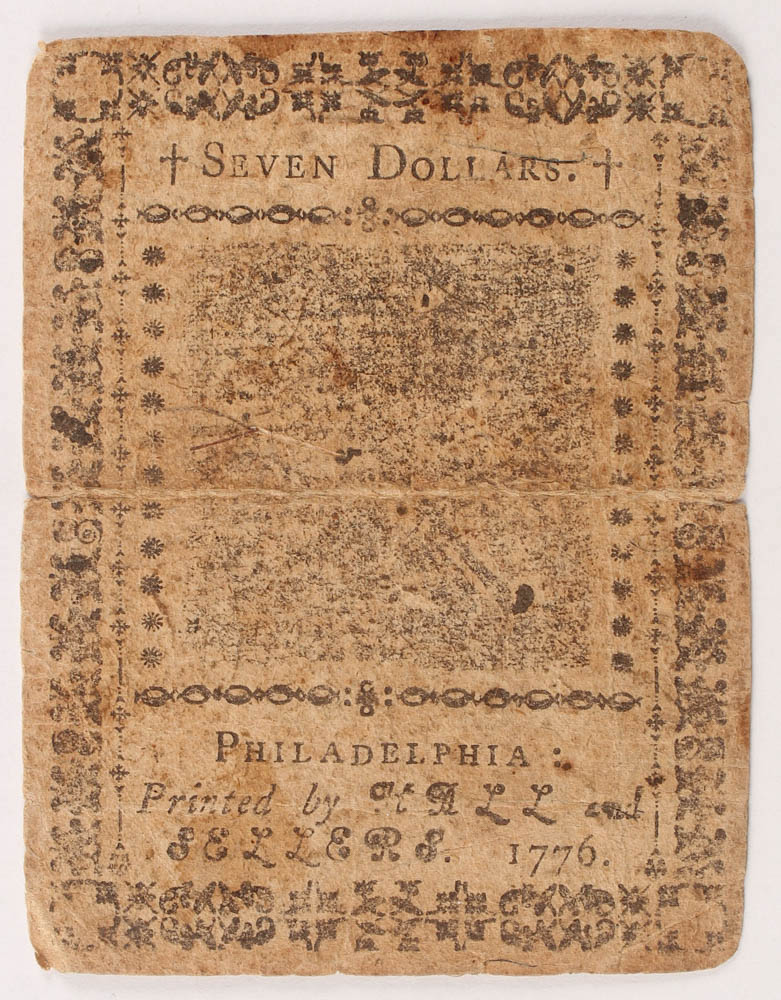 † SEVEN DOLLARS. †
PHILADELPHIA :
Printed by HALL and
SELLERS. 1776.